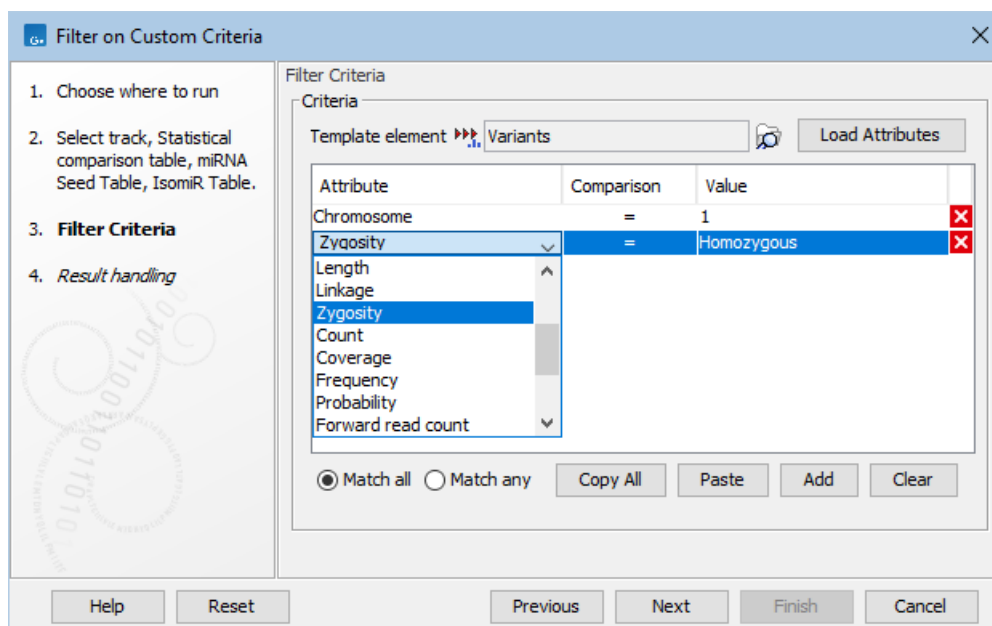 Filter on Custom Criteria
1. Choose where to run
2. Select track, Statistical
comparison table, miRNA
Seed Table, IsomiR Table.
3. Filter Criteria
4. Result handling
Filter Criteria
Criteria
Template element Variants Load Attributes
Attribute Comparison Value
Chromosome = 1
Zygosity = Homozygous
Length
Linkage
Zygosity
Count
Coverage
Frequency
Probability
Forward read count
Match all Match any Copy All Paste Add Clear
Help Reset Previous Next Finish Cancel